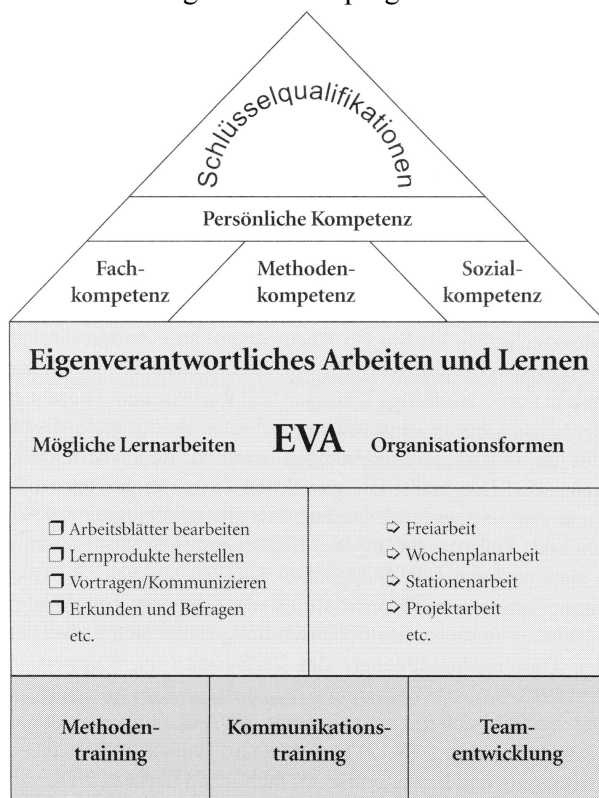 Schlüsselqualifikationen
Persönliche Kompetenz
Fach-
kompetenz
Methoden-
kompetenz
Sozial-
kompetenz
Eigenverantwortliches Arbeiten und Lernen
Mögliche Lernarbeiten EVA Organisationsformen
❐ Arbeitsblätter bearbeiten
❐ Lernprodukte herstellen
❐ Vortragen/Kommunizieren
❐ Erkunden und Befragen
etc.
➪ Freiarbeit
➪ Wochenplanarbeit
➪ Stationenarbeit
➪ Projektarbeit
etc.
Methoden-
training
Kommunikations-
training
Team-
entwicklung